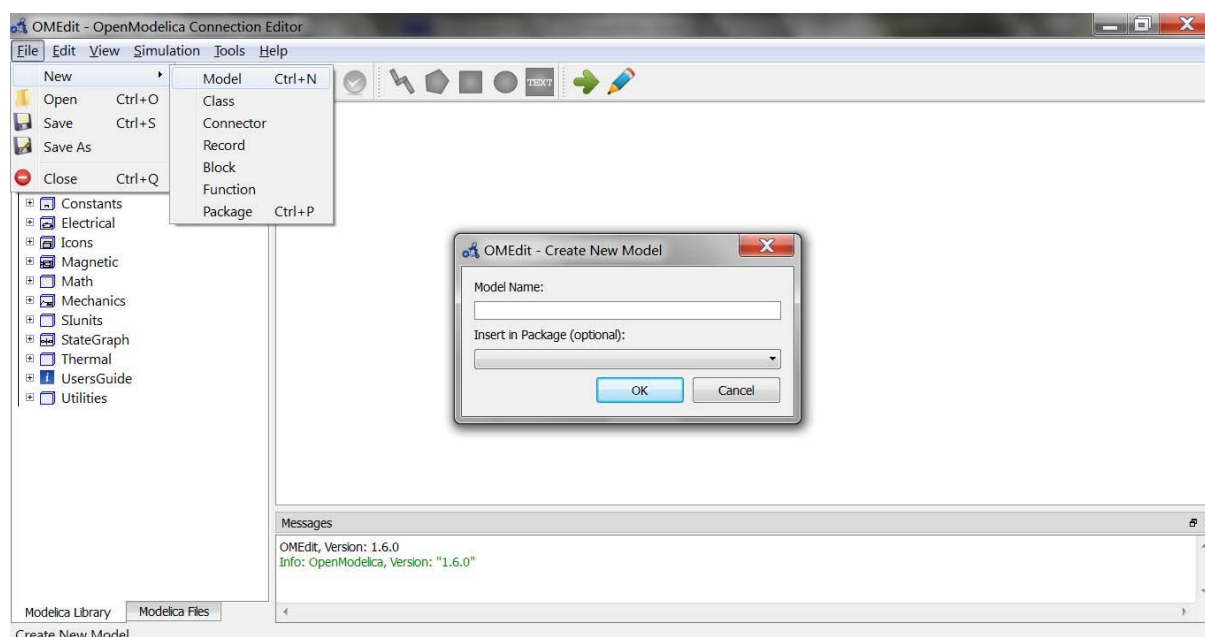 OMEdit - OpenModelica Connection Editor
File Edit View Simulation Tools Help
New
Open Ctrl+O
Save Ctrl+S
Save As
Close Ctrl+Q
Model Ctrl+N
Class
Connector
Record
Block
Function
Package Ctrl+P
TEXT
Constants
Electrical
Icons
Magnetic
Math
Mechanics
SIunits
StateGraph
Thermal
UsersGuide
Utilities
OMEdit - Create New Model
Model Name:
Insert in Package (optional):
OK Cancel
Messages
OMEdit, Version: 1.6.0
Info: OpenModelica, Version: "1.6.0"
Modelica Library Modelica Files
Create New Model